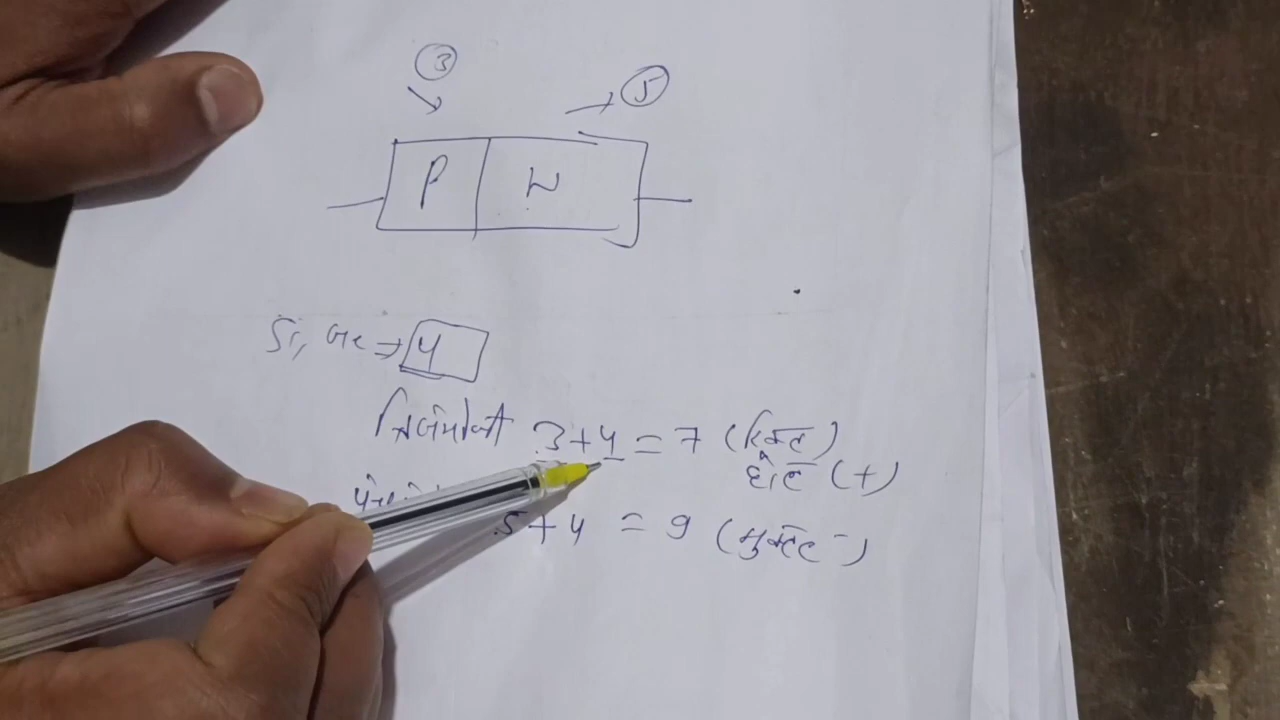 3
5
P N
Si, Ge ⇒ 4
त्रिसंयोजी 3+4 = 7 (रिक्त)
होल (+)
5+4 = 9 (मुक्त e -)